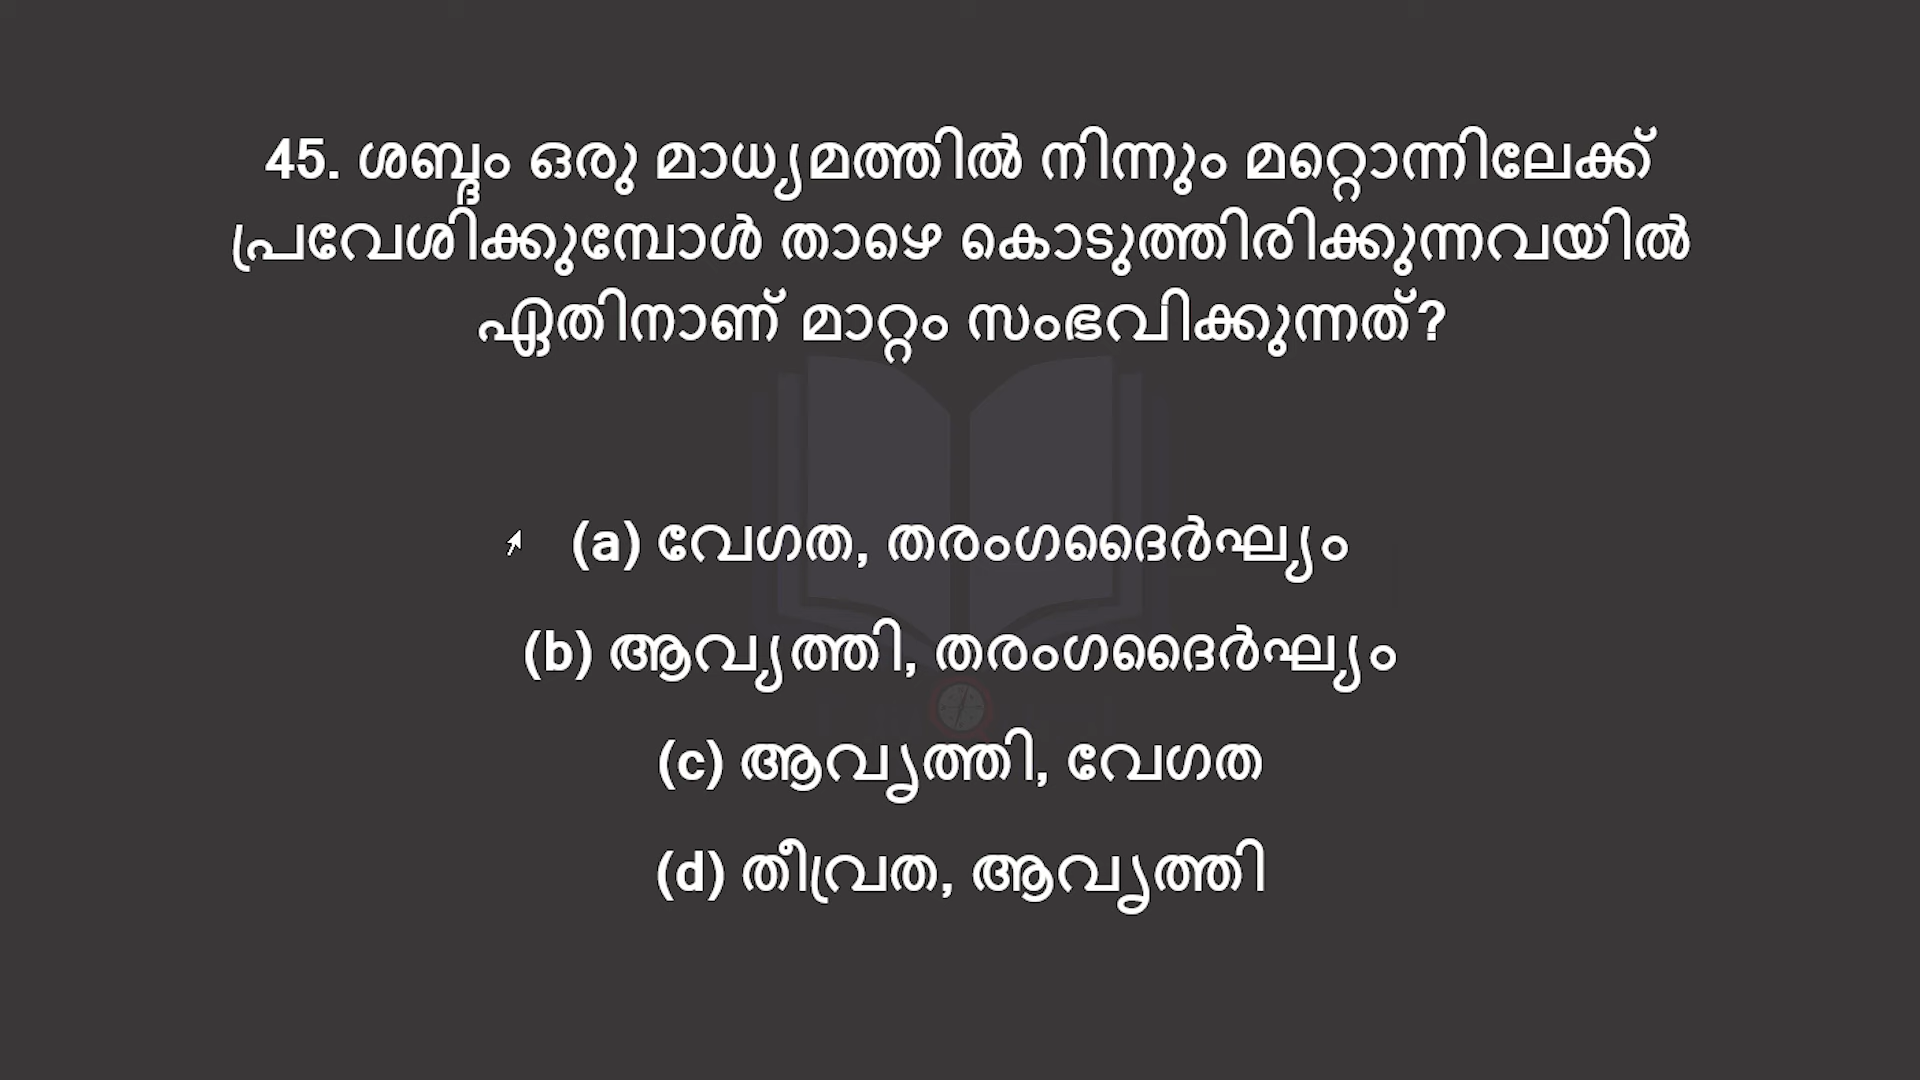 45. ശബ്ദം ഒരു മാധ്യമത്തിൽ നിന്നും മറ്റൊന്നിലേക്ക്
പ്രവേശിക്കുമ്പോൾ താഴെ കൊടുത്തിരിക്കുന്നവയിൽ
ഏതിനാണ് മാറ്റം സംഭവിക്കുന്നത്?
(a) വേഗത, തരംഗദൈർഘ്യം
(b) ആവ്യത്തി, തരംഗദൈർഘ്യം
(c) ആവൃത്തി, വേഗത
(d) തീവ്രത, ആവൃത്തി